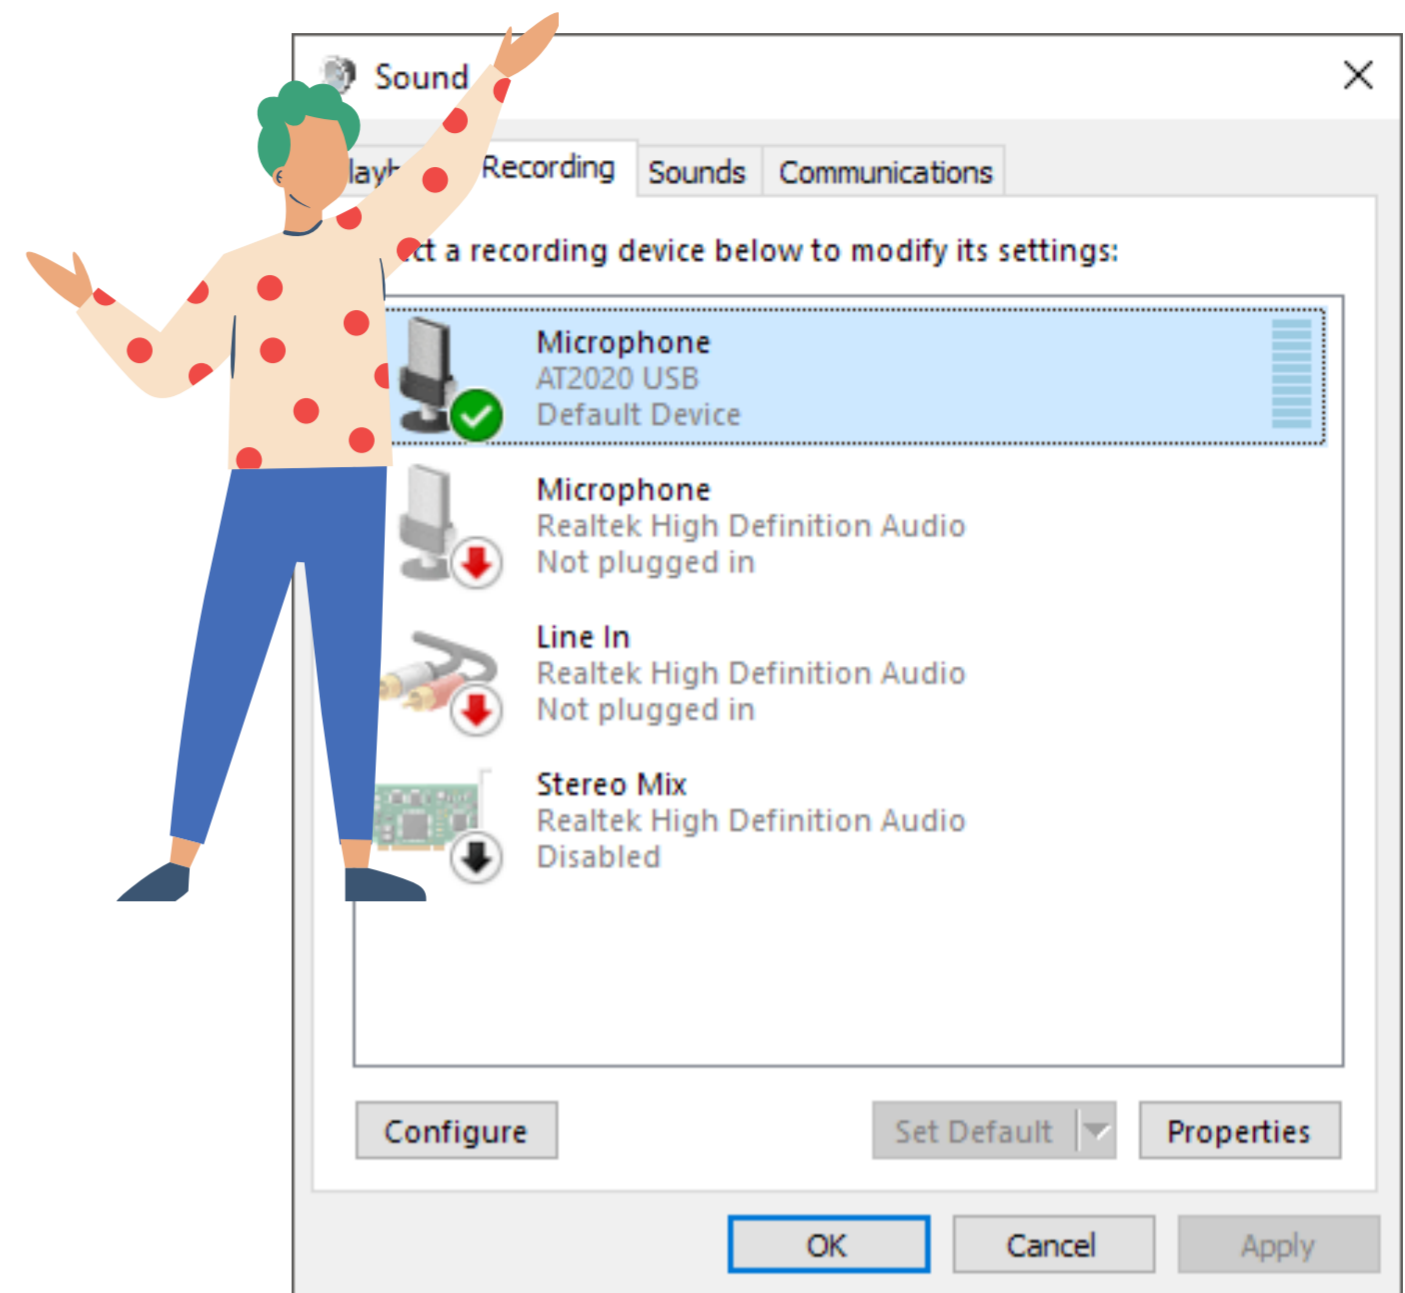 Sound
Recording
Sounds
Communications
a recording device below to modify its settings:
Microphone
AT2020 USB
Default Device
Microphone
Realtek High Definition Audio
Not plugged in
Line In
Realtek High Definition Audio
Not plugged in
Stereo Mix
Realtek High Definition Audio
Disabled
Configure
Set Default
Properties
OK
Cancel
Apply